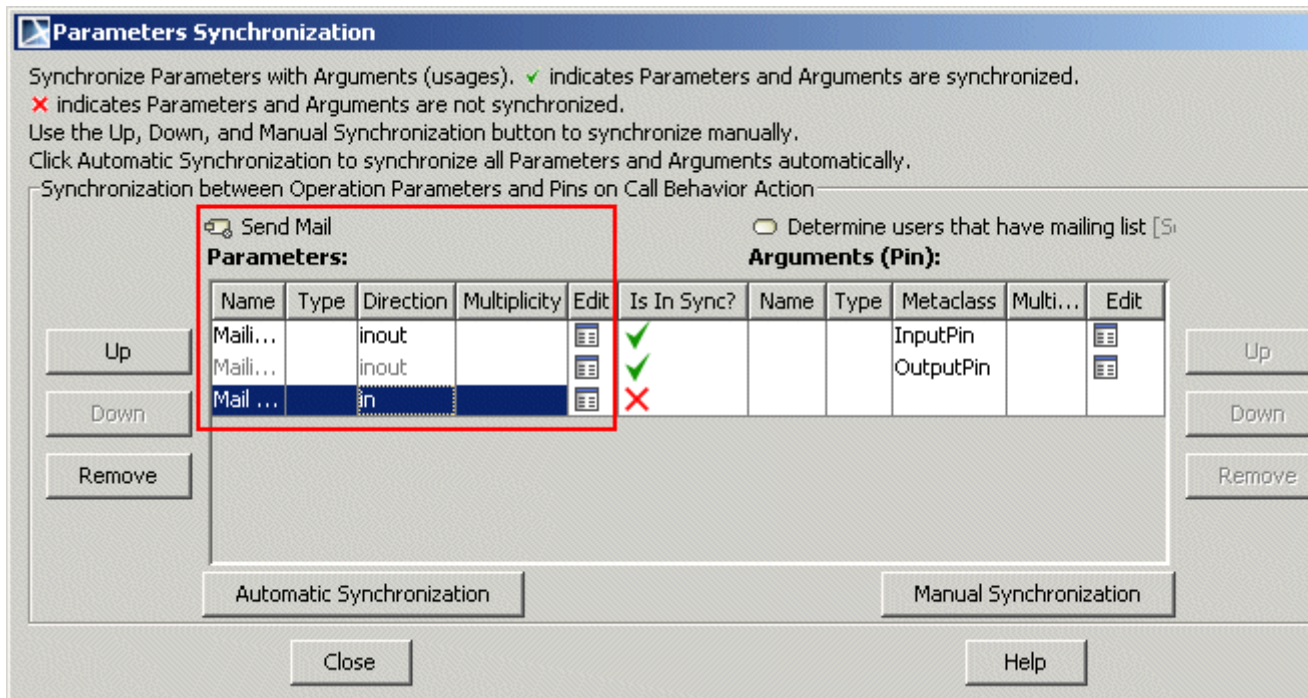 Parameters Synchronization
Synchronize Parameters with Arguments (usages). ✓ indicates Parameters and Arguments are synchronized.
✗ indicates Parameters and Arguments are not synchronized.
Use the Up, Down, and Manual Synchronization button to synchronize manually.
Click Automatic Synchronization to synchronize all Parameters and Arguments automatically.
Synchronization between Operation Parameters and Pins on Call Behavior Action
Send Mail Determine users that have mailing list
Parameters: Arguments (Pin):
Name Type Direction Multiplicity Edit Is In Sync? Name Type Metaclass Multi... Edit
Maili... inout InputPin
Maili... inout OutputPin
Mail ... in
Up
Down
Remove
Up
Down
Remove
Automatic Synchronization Manual Synchronization
Close Help